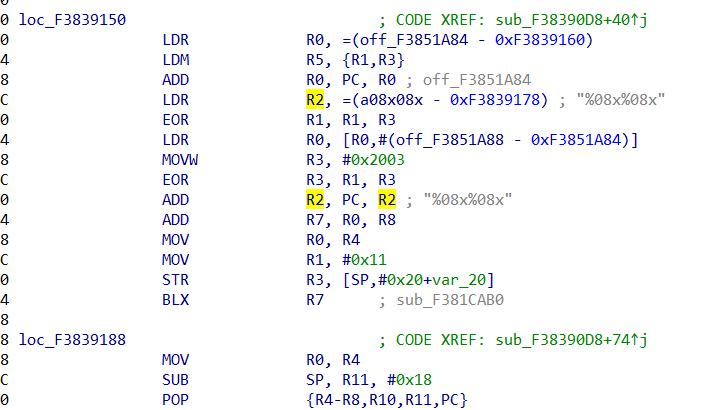 0
0 loc_F3839150 ; CODE XREF: sub_F38390D8+40↑j
0 LDR R0, =(off_F3851A84 - 0xF3839160)
4 LDM R5, {R1,R3}
8 ADD R0, PC, R0 ; off_F3851A84
C LDR R2, =(a08x08x - 0xF3839178) ; "%08x%08x"
0 EOR R1, R1, R3
4 LDR R0, [R0,#(off_F3851A88 - 0xF3851A84)]
8 MOVW R3, #0x2003
C EOR R3, R1, R3
0 ADD R2, PC, R2 ; "%08x%08x"
4 ADD R7, R0, R8
8 MOV R0, R4
C MOV R1, #0x11
0 STR R3, [SP,#0x20+var_20]
4 BLX R7 ; sub_F381CAB0
8
8 loc_F3839188 ; CODE XREF: sub_F38390D8+74↑j
8 MOV R0, R4
C SUB SP, R11, #0x18
0 POP {R4-R8,R10,R11,PC}